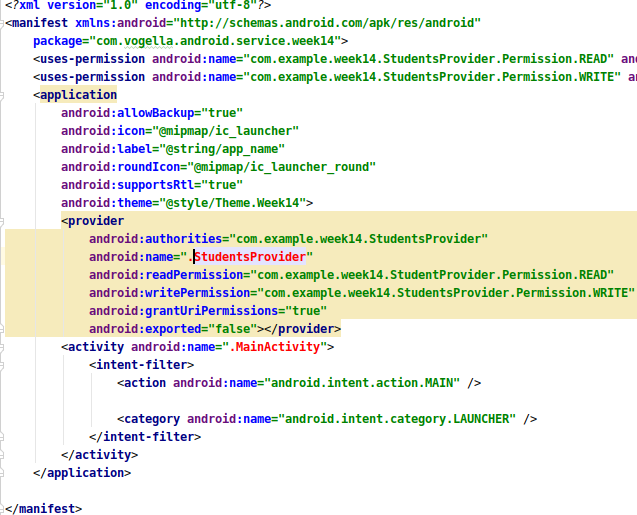 <?xml version="1.0" encoding="utf-8"?>
<manifest xmlns:android="http://schemas.android.com/apk/res/android"
package="com.vogella.android.service.week14">
<uses-permission android:name="com.example.week14.StudentsProvider.Permission.READ" and
<uses-permission android:name="com.example.week14.StudentsProvider.Permission.WRITE" an
<application
android:allowBackup="true"
android:icon="@mipmap/ic_launcher"
android:label="@string/app_name"
android:roundIcon="@mipmap/ic_launcher_round"
android:supportsRtl="true"
android:theme="@style/Theme.Week14">
<provider
android:authorities="com.example.week14.StudentsProvider"
android:name=".StudentsProvider"
android:readPermission="com.example.week14.StudentsProvider.Permission.READ"
android:writePermission="com.example.week14.StudentsProvider.Permission.WRITE"
android:grantUriPermissions="true"
android:exported="false"></provider>
<activity android:name=".MainActivity">
<intent-filter>
<action android:name="android.intent.action.MAIN" />
<category android:name="android.intent.category.LAUNCHER" />
</intent-filter>
</activity>
</application>
</manifest>